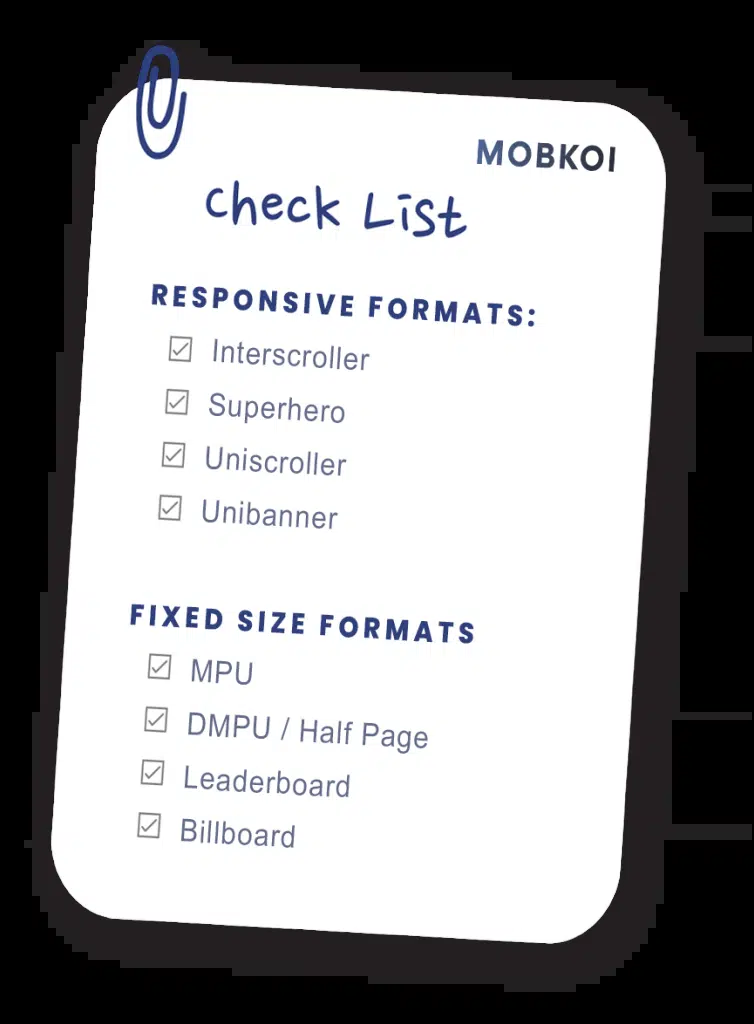 MOBKOI
Check List
RESPONSIVE FORMATS:
☑ Interscroller
☑ Superhero
☑ Uniscroller
☑ Unibanner
FIXED SIZE FORMATS
☑ MPU
☑ DMPU / Half Page
☑ Leaderboard
☑ Billboard